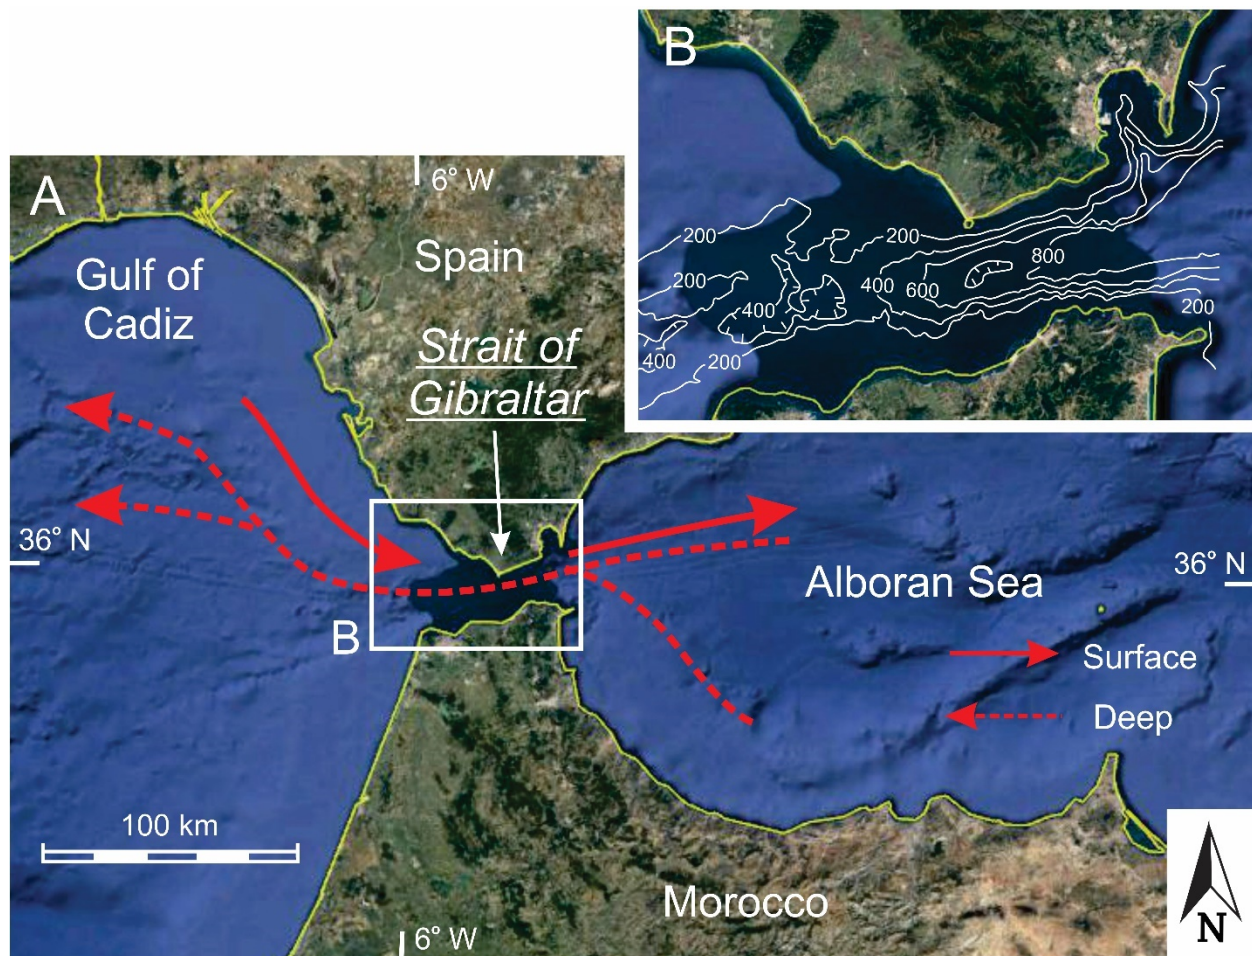 A
6° W
Spain
Gulf of
Cadiz
Strait of
Gibraltar
36° N
B
Alboran Sea
36° N
Surface
Deep
100 km
Morocco
6° W
N
B
200
200
200
400
400
600
800
400
200
200